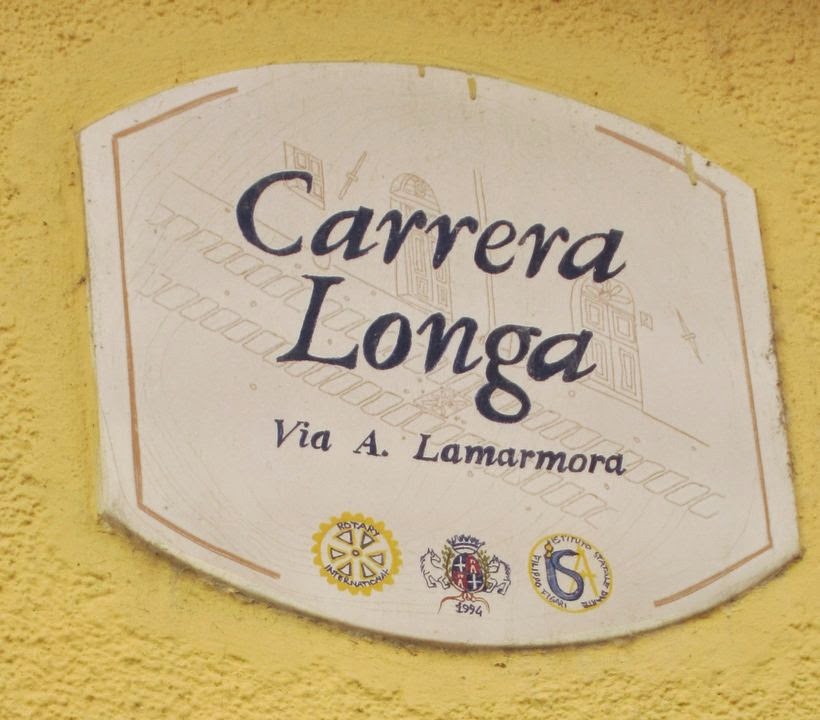 Carrera
Longa
Via A. Lamarmora
ROTARY
INTERNATIONAL
1994
ISTITUTO STATALE D'ARTE
FILIPPO FIGARI